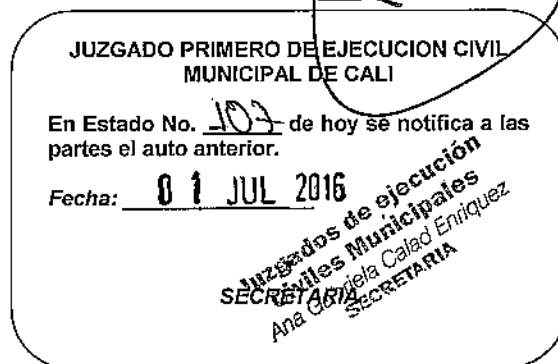 JUZGADO PRIMERO DE EJECUCION CIVIL
MUNICIPAL DE CALI
En Estado No. 107 de hoy se notifica a las
partes el auto anterior.
Fecha: 01 JUL 2016
Juzgados de ejecución
Civiles Municipales
SECRETARIA
Ana Gabriela Calad Enriquez
SECRETARIA